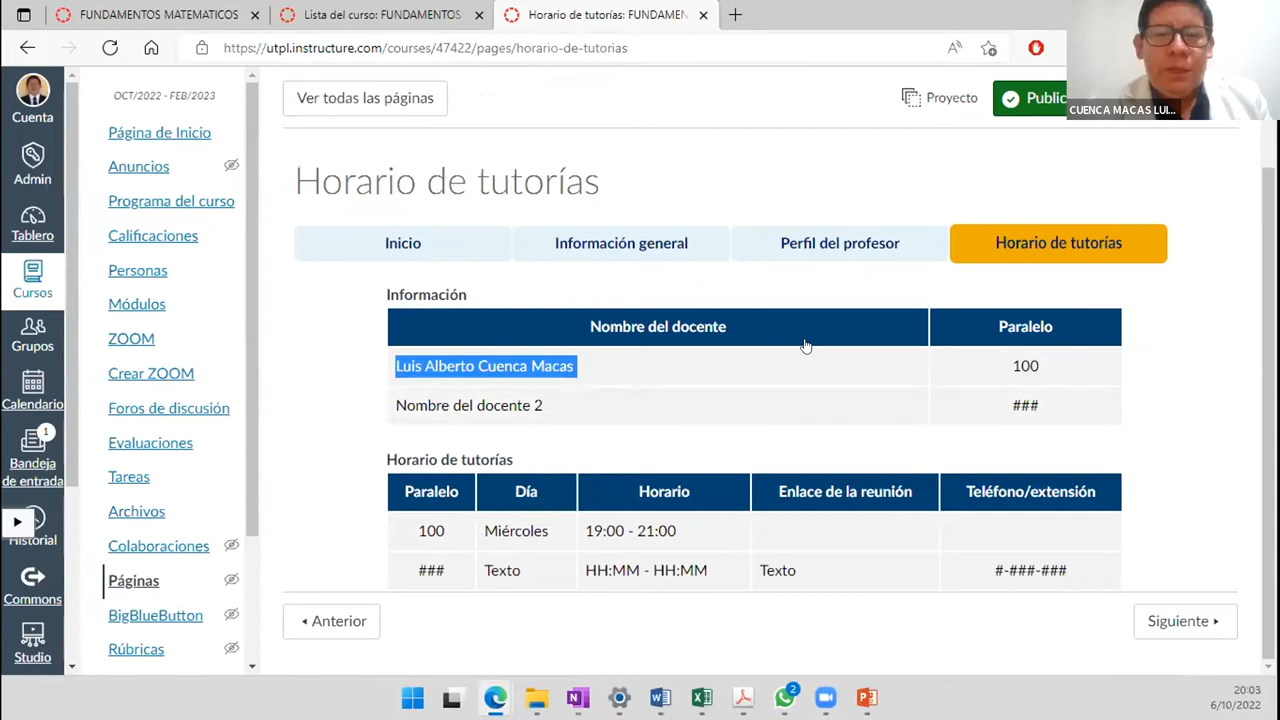 FUNDAMENTOS MATEMATICOS
Lista del curso: FUNDAMENTOS
Horario de tutorías: FUNDAMEN
https://utpl.instructure.com/courses/47422/pages/horario-de-tutorias
CUENCA MACAS LUI...
Cuenta
Admin
Tablero
Cursos
Grupos
Calendario
1
Bandeja
de entrada
Historial
Commons
Studio
OCT/2022 - FEB/2023
Página de Inicio
Anuncios
Programa del curso
Calificaciones
Personas
Módulos
ZOOM
Crear ZOOM
Foros de discusión
Evaluaciones
Tareas
Archivos
Colaboraciones
Páginas
BigBlueButton
Rúbricas
Ver todas las páginas
Proyecto
Public
Horario de tutorías
Inicio Información general Perfil del profesor Horario de tutorías
Información
Nombre del docente Paralelo
Luis Alberto Cuenca Macas 100
Nombre del docente 2 ###
Horario de tutorías
Paralelo Día Horario Enlace de la reunión Teléfono/extensión
100 Miércoles 19:00 - 21:00
### Texto HH:MM - HH:MM Texto #-###-###
Anterior
Siguiente
2
20:03
6/10/2022